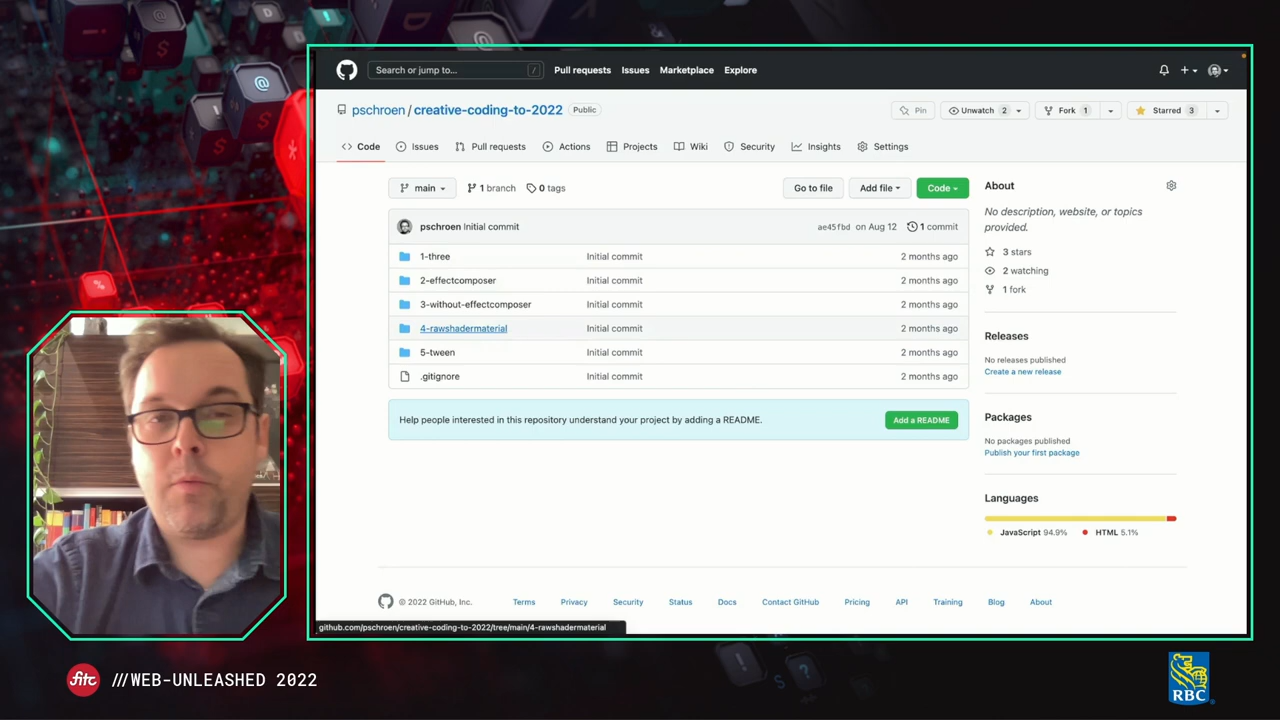 Search or jump to... /
Pull requests Issues Marketplace Explore
pschroen / creative-coding-to-2022 Public
Pin Unwatch 2 Fork 1 Starred 3
Code Issues Pull requests Actions Projects Wiki Security Insights Settings
main 1 branch 0 tags Go to file Add file Code
pschroen Initial commit ae45fbd on Aug 12 1 commit
1-three Initial commit 2 months ago
2-effectcomposer Initial commit 2 months ago
3-without-effectcomposer Initial commit 2 months ago
4-rawshadermaterial Initial commit 2 months ago
5-tween Initial commit 2 months ago
.gitignore Initial commit 2 months ago
Help people interested in this repository understand your project by adding a README. Add a README
About
No description, website, or topics
provided.
3 stars
2 watching
1 fork
Releases
No releases published
Create a new release
Packages
No packages published
Publish your first package
Languages
JavaScript 94.9% HTML 5.1%
© 2022 GitHub, Inc. Terms Privacy Security Status Docs Contact GitHub Pricing API Training Blog About
github.com/pschroen/creative-coding-to-2022/tree/main/4-rawshadermaterial
fitc ///WEB-UNLEASHED 2022
RBC